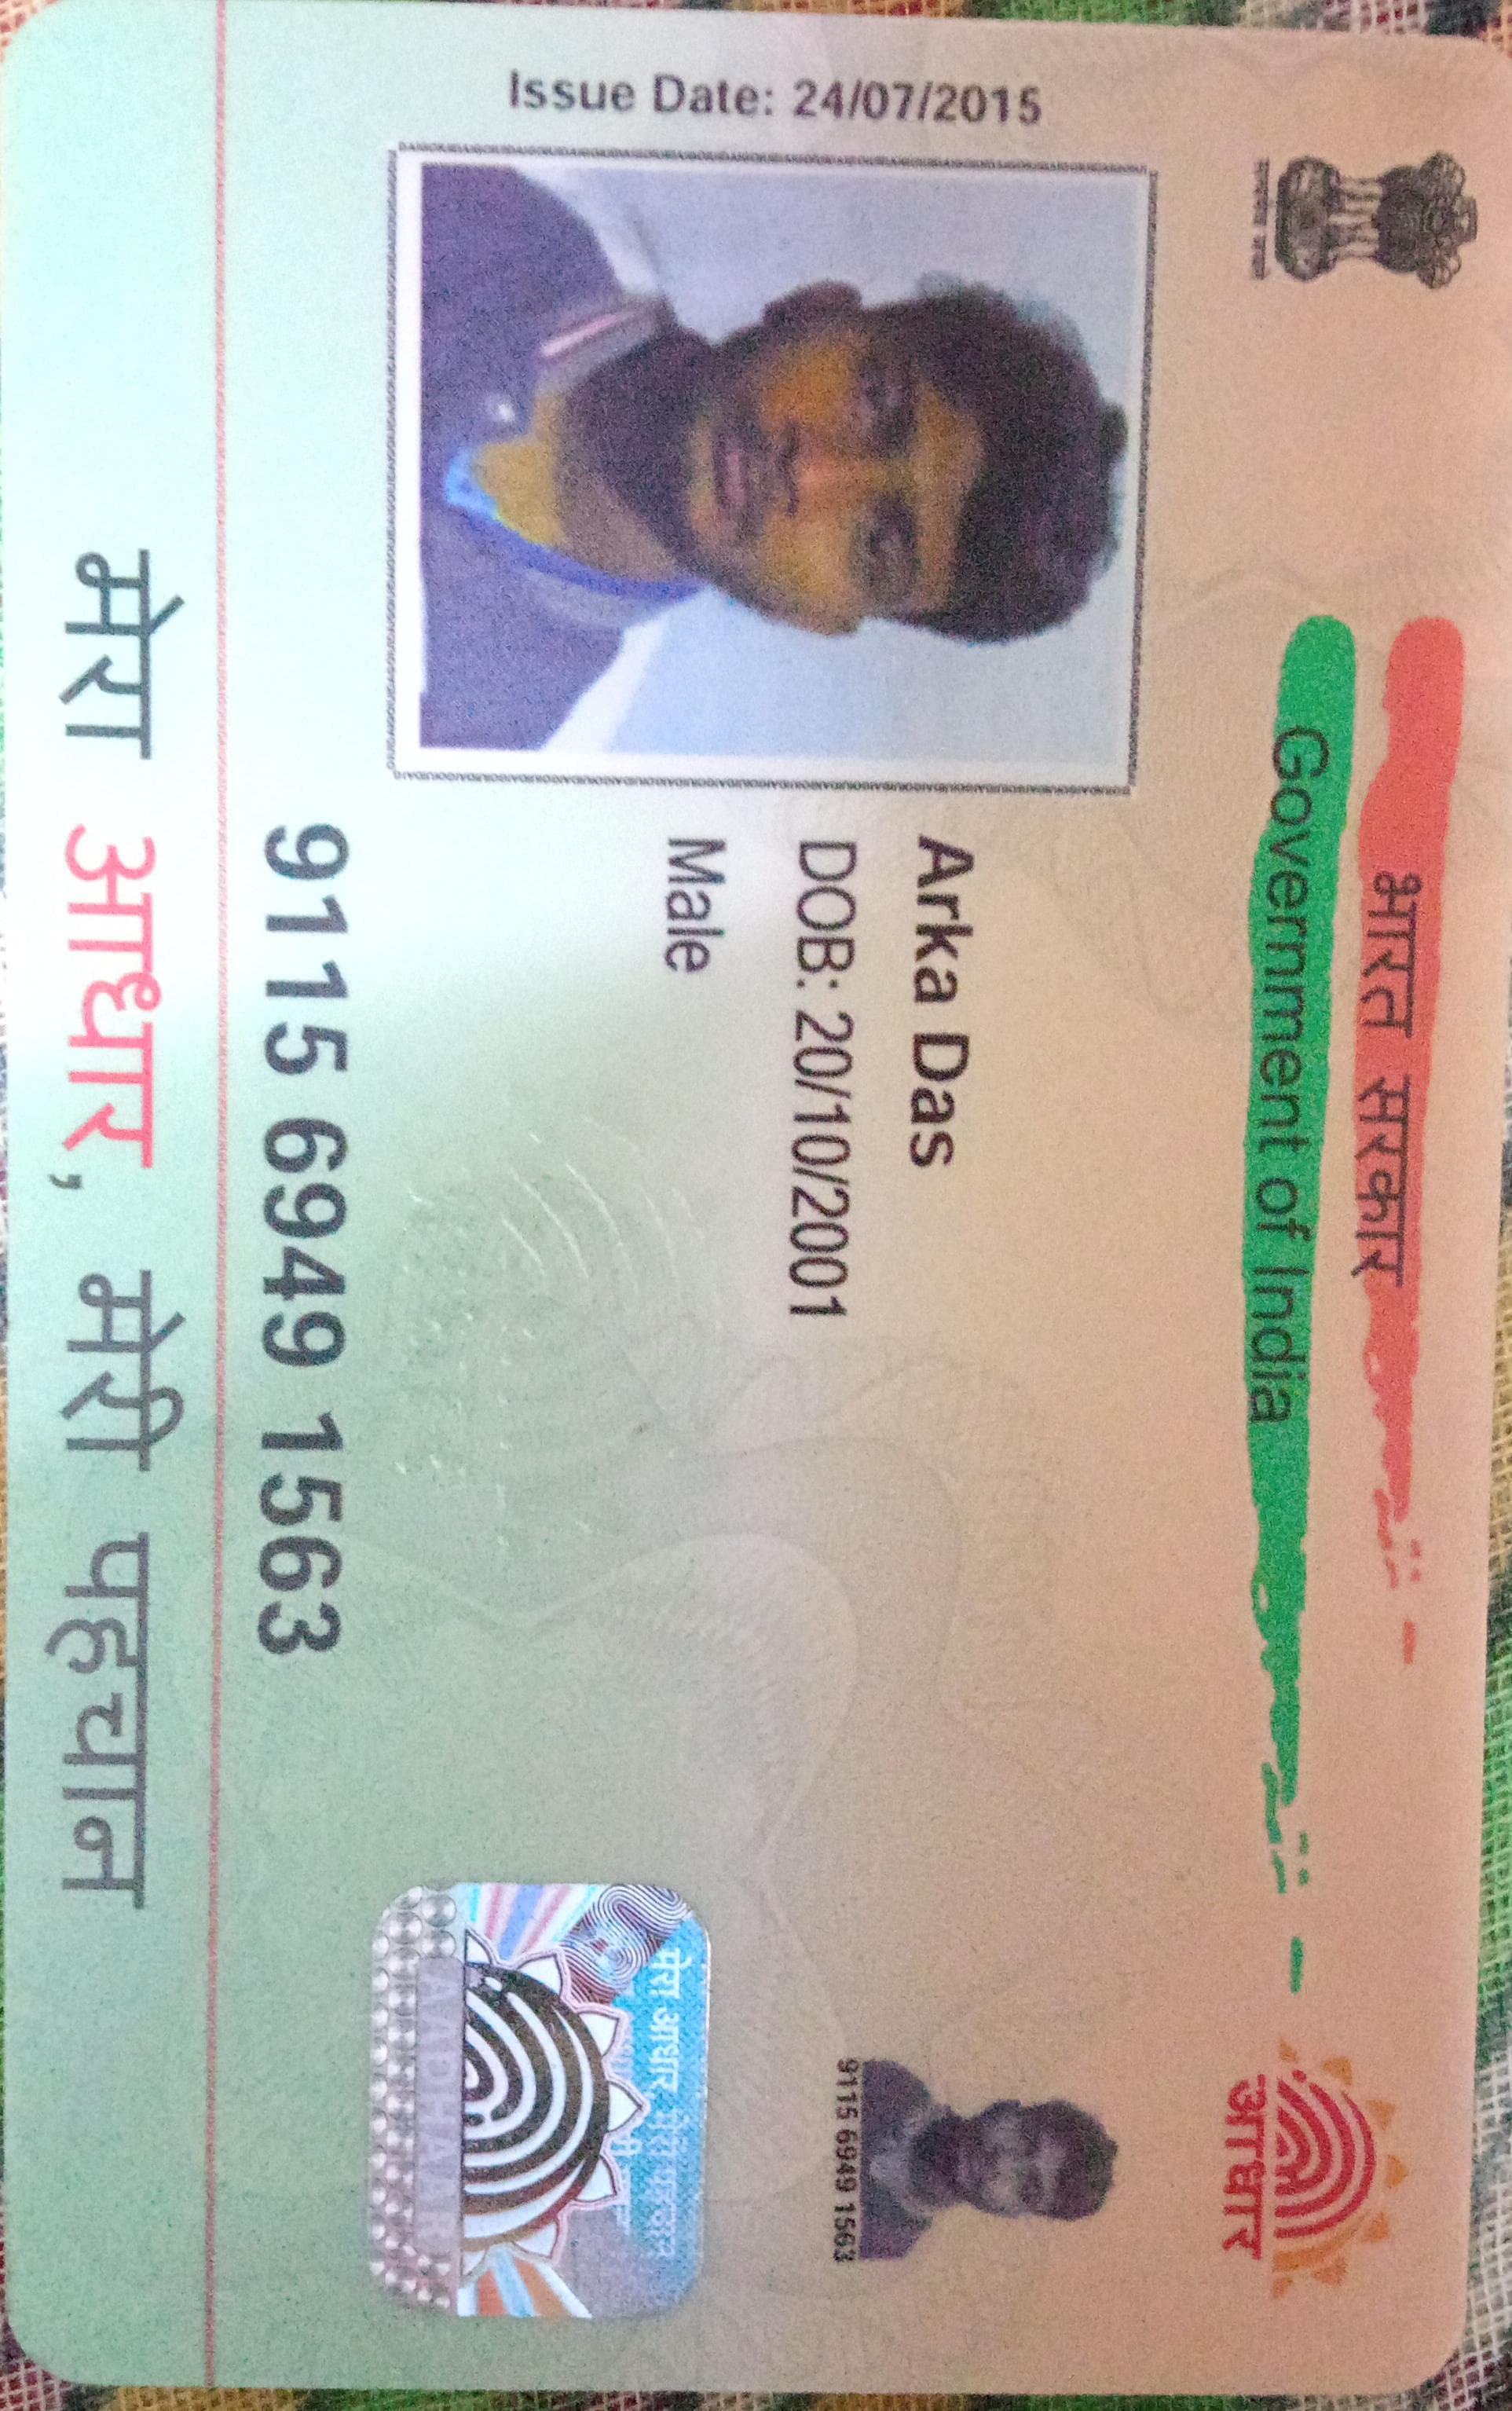 सत्यमेव जयते
भारत सरकार
Government of India
आधार
Issue Date: 24/07/2015
Arka Das
DOB: 20/10/2001
Male
9115 6949 1563
मेरा आधार, मेरी पहचान
AADHAAR
9115 6949 1563
मेरा आधार, मेरी पहचान